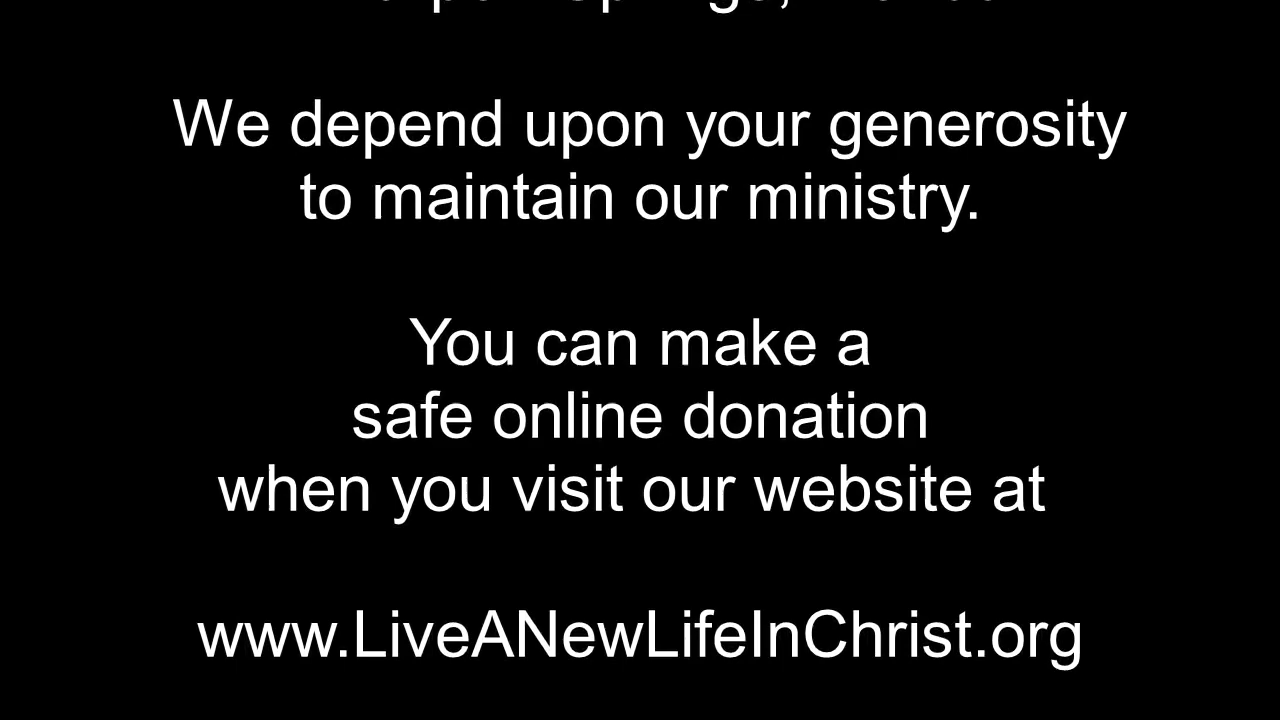 We depend upon your generosity
to maintain our ministry.
You can make a
safe online donation
when you visit our website at
www.LiveANewLifeInChrist.org